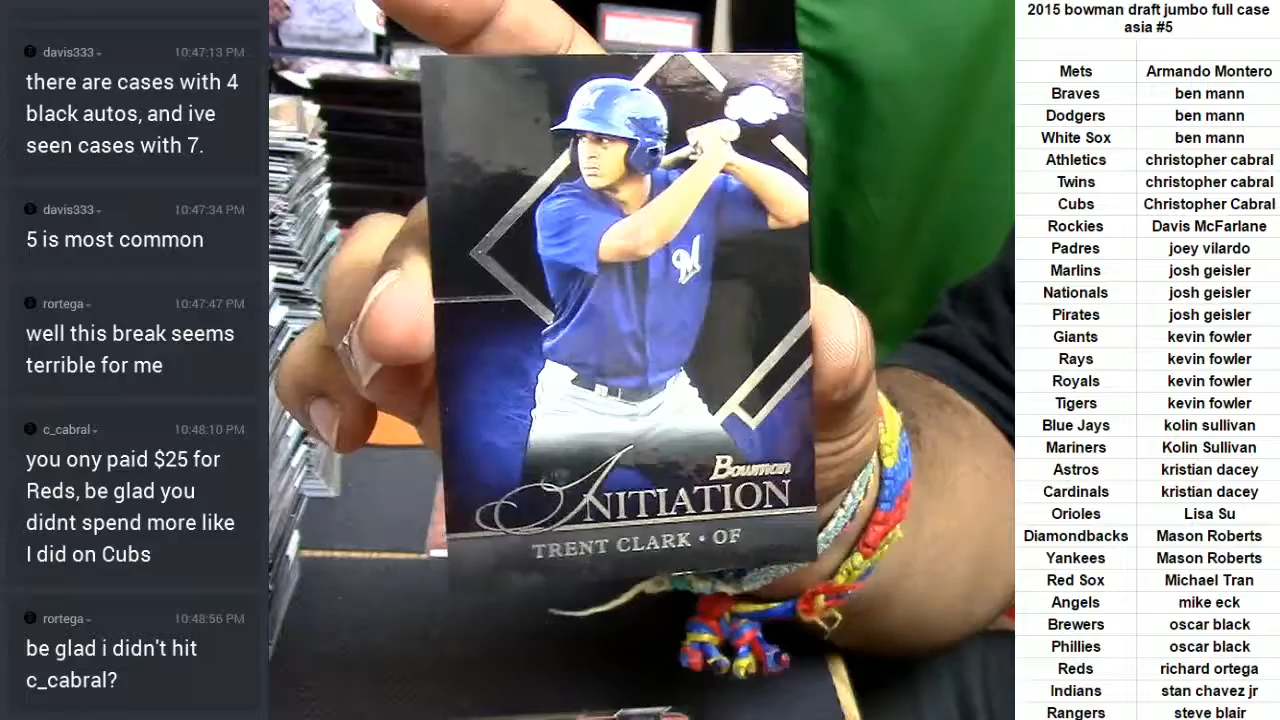 davis333
10:47:13 PM
there are cases with 4
black autos, and ive
seen cases with 7.
davis333
10:47:34 PM
5 is most common
rortega
10:47:47 PM
well this break seems
terrible for me
c_cabral
10:48:10 PM
you ony paid $25 for
Reds, be glad you
didnt spend more like
I did on Cubs
rortega
10:48:56 PM
be glad i didn't hit
c_cabral?
M
Bowman
INITIATION
TRENT CLARK • OF
2015 bowman draft jumbo full case
asia #5
Mets Armando Montero
Braves ben mann
Dodgers ben mann
White Sox ben mann
Athletics christopher cabral
Twins christopher cabral
Cubs Christopher Cabral
Rockies Davis McFarlane
Padres joey vilardo
Marlins josh geisler
Nationals josh geisler
Pirates josh geisler
Giants kevin fowler
Rays kevin fowler
Royals kevin fowler
Tigers kevin fowler
Blue Jays kolin sullivan
Mariners Kolin Sullivan
Astros kristian dacey
Cardinals kristian dacey
Orioles Lisa Su
Diamondbacks Mason Roberts
Yankees Mason Roberts
Red Sox Michael Tran
Angels mike eck
Brewers oscar black
Phillies oscar black
Reds richard ortega
Indians stan chavez jr
Rangers steve blair